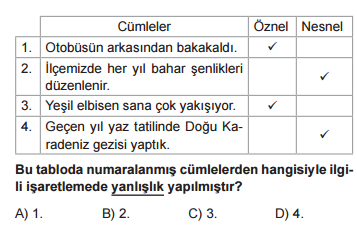 Cümleler Öznel Nesnel
1. Otobüsün arkasından bakakaldı. ✓
2. İlçemizde her yıl bahar şenlikleri
düzenlenir. ✓
3. Yeşil elbisen sana çok yakışıyor. ✓
4. Geçen yıl yaz tatilinde Doğu Ka-
radeniz gezisi yaptık. ✓
Bu tabloda numaralanmış cümlelerden hangisiyle ilgi-
li işaretlemede yanlışlık yapılmıştır?
A) 1. B) 2. C) 3. D) 4.